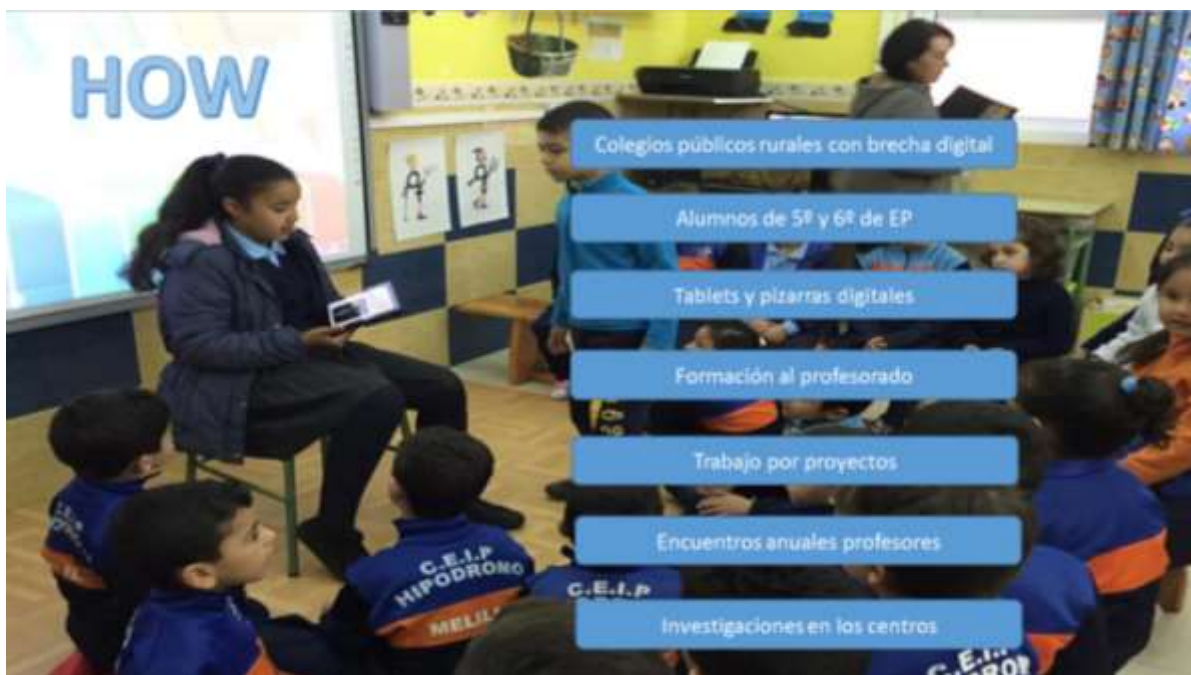 HOW
Colegios públicos rurales con brecha digital
Alumnos de 5º y 6º de EP
Tablets y pizarras digitales
Formación al profesorado
Trabajo por proyectos
Encuentros anuales profesores
Investigaciones en los centros
C.E.I.P
HIPODROMO
MELILL
C.E.I.P
C.E.I.P